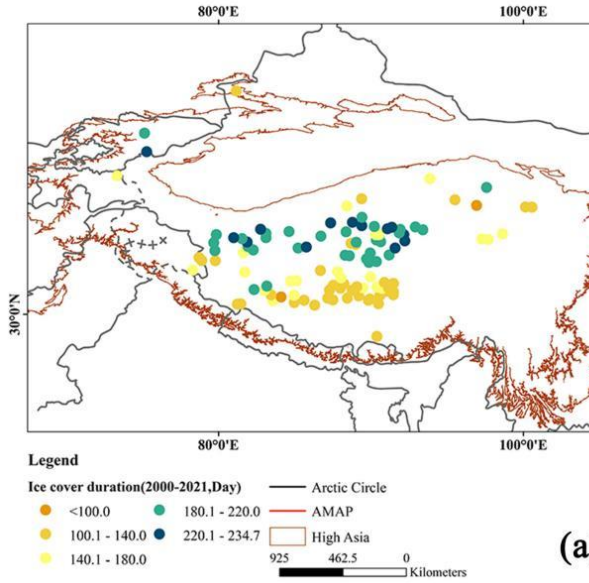 80°0'E 100°0'E
30°0'N
30°0'N
80°0'E 100°0'E
Legend
Ice cover duration(2000-2021,Day)
<100.0
100.1 - 140.0
140.1 - 180.0
180.1 - 220.0
220.1 - 234.7
Arctic Circle
AMAP
High Asia
925 462.5 0
Kilometers
(a